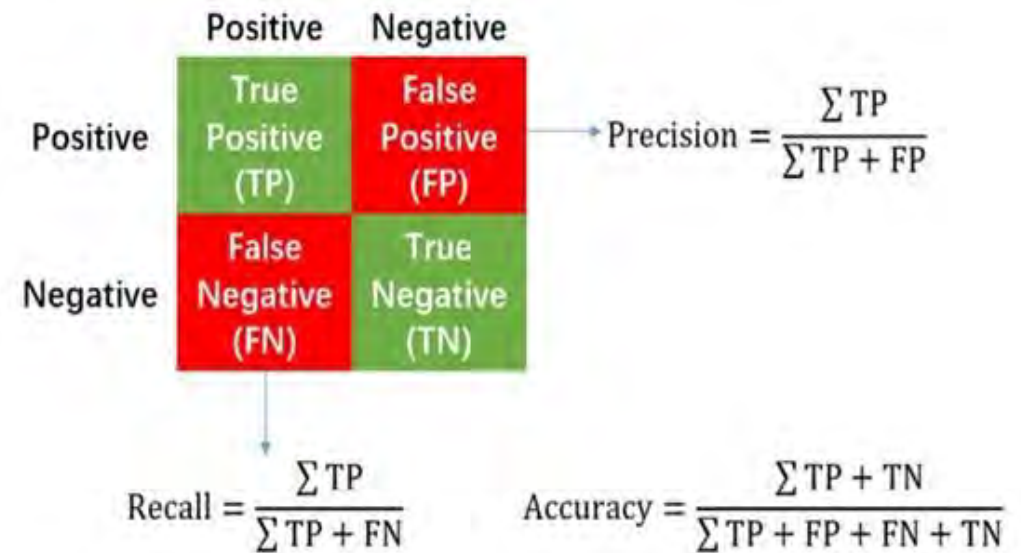 Positive Negative
Positive
True
Positive
(TP)
False
Positive
(FP)
Precision = ∑ TP / ∑ TP + FP
Negative
False
Negative
(FN)
True
Negative
(TN)
Recall = ∑ TP / ∑ TP + FN
Accuracy = ∑ TP + TN / ∑ TP + FP + FN + TN